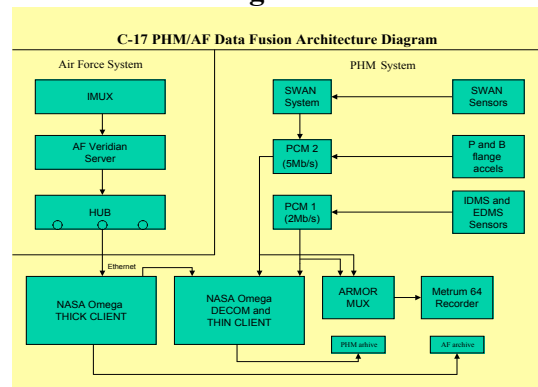 C-17 PHM/AF Data Fusion Architecture Diagram
Air Force System
PHM System
IMUX
SWAN
System
SWAN
Sensors
AF Veridian
Server
PCM 2
(5Mb/s)
P and B
flange
accels
HUB
PCM 1
(2Mb/s)
IDMS and
EDMS
Sensors
Ethernet
NASA Omega
THICK CLIENT
NASA Omega
DECOM and
THIN CLIENT
ARMOR
MUX
Metrum 64
Recorder
PHM arhive
AF archive